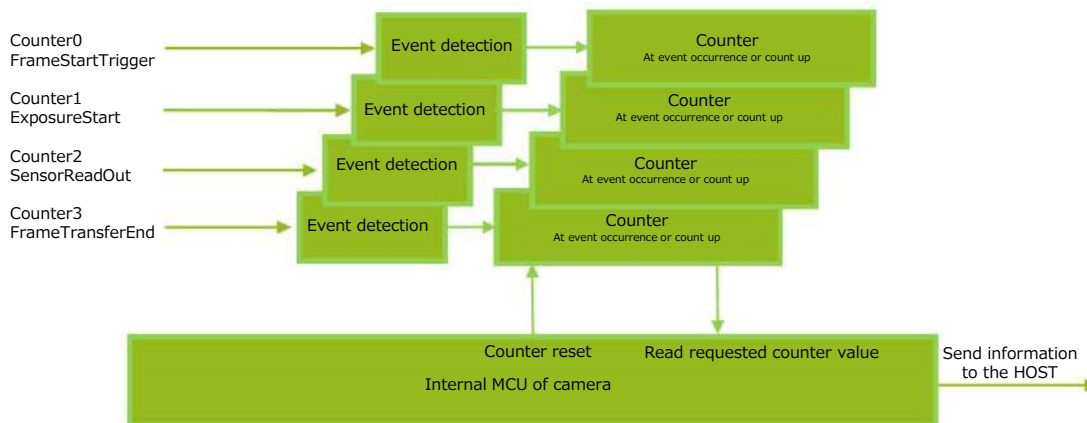 Counter0
FrameStartTrigger
Event detection
Counter
At event occurrence or count up
Counter1
ExposureStart
Event detection
Counter
At event occurrence or count up
Counter2
SensorReadOut
Event detection
Counter
At event occurrence or count up
Counter3
FrameTransferEnd
Event detection
Counter
At event occurrence or count up
Counter reset
Read requested counter value
Internal MCU of camera
Send information
to the HOST